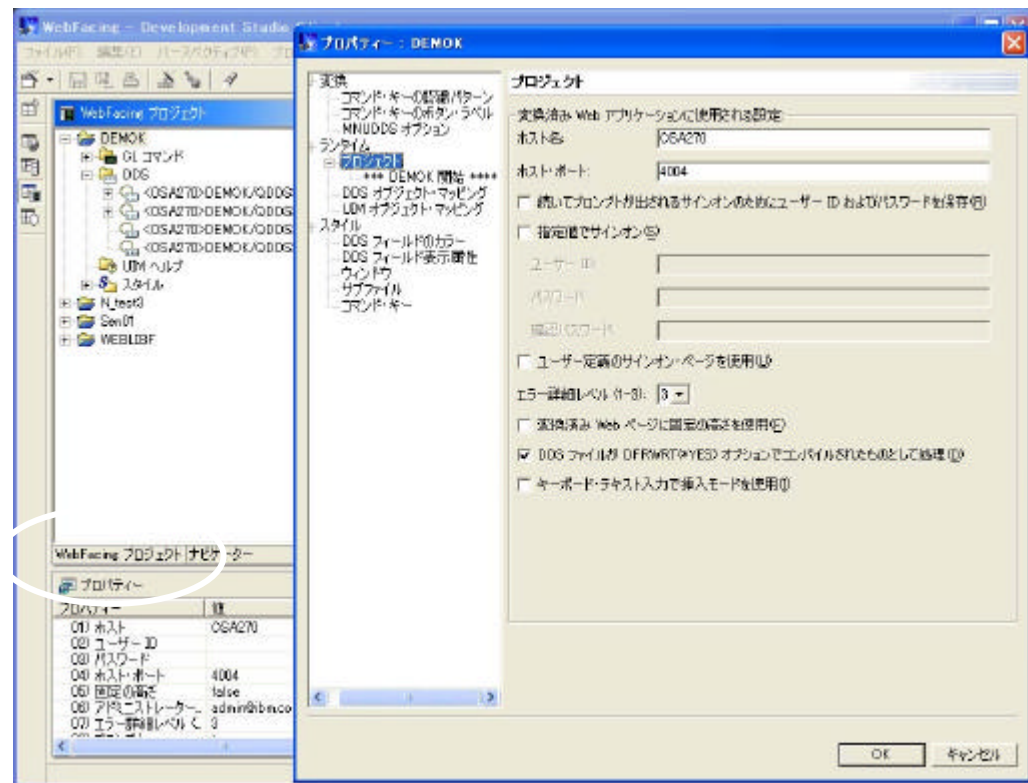 WebFacing - Development Studio
ファイル(F) 編集(E) パースペクティブ(P) プロ
WebFacing プロジェクト
DEMOK
CL コマンド
DDS
<OSA270>DEMOK/QDDS
<OSA270>DEMOK/QDDS
<OSA270>DEMOK/QDDS
<OSA270>DEMOK/QDDS
UIM ヘルプ
スタイル
N_test3
Sen01
WEBLIBF
WebFacing プロジェクト ナビゲーター
プロパティー
プロパティー 値
01) ホスト OSA270
02) ユーザー ID
03) パスワード
04) ホスト・ポート 4004
05) 固定の高さ false
06) アドミニストレーター... admin@ibm.co
07) エラー詳細レベル 3
プロパティー : DEMOK
変換
コマンド・キーの認識パターン
コマンド・キーのボタン・ラベル
MNUDDS オプション
ランタイム
プロジェクト
*** DEMOK 開始 ****
DDS オブジェクト・マッピング
UIM オブジェクト・マッピング
スタイル
DDS フィールドのカラー
DDS フィールド表示属性
ウィンドウ
サブファイル
コマンド・キー
プロジェクト
変換済み Web アプリケーションに使用される設定
ホスト名: OSA270
ホスト・ポート: 4004
続いてプロンプトが出されるサインオンのためにユーザー ID およびパスワードを保存(P)
指定値でサインオン(S)
ユーザー ID:
パスワード:
確認パスワード:
ユーザー定義のサインオン・ページを使用(U)
エラー詳細レベル (1-3): 3
変換済み Web ページに固定の高さを使用(F)
DDS ファイルが DFRWRT(*YES) オプションでコンパイルされたものとして処理(D)
キーボード・テキスト入力で挿入モードを使用(I)
OK キャンセル